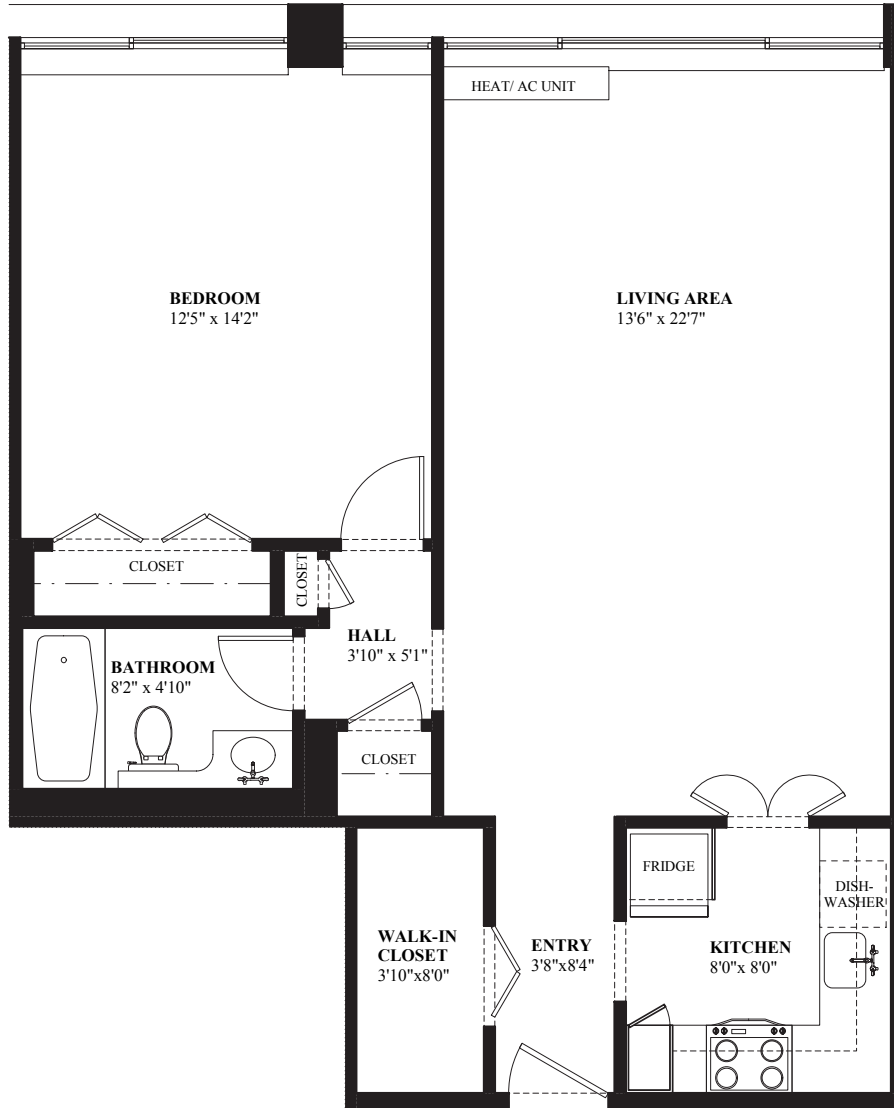 HEAT/ AC UNIT
BEDROOM
12'5" x 14'2"
LIVING AREA
13'6" x 22'7"
CLOSET
CLOSET
HALL
3'10" x 5'1"
BATHROOM
8'2" x 4'10"
CLOSET
FRIDGE
DISH-
WASHER
WALK-IN
CLOSET
3'10"x8'0"
ENTRY
3'8"x8'4"
KITCHEN
8'0"x 8'0"